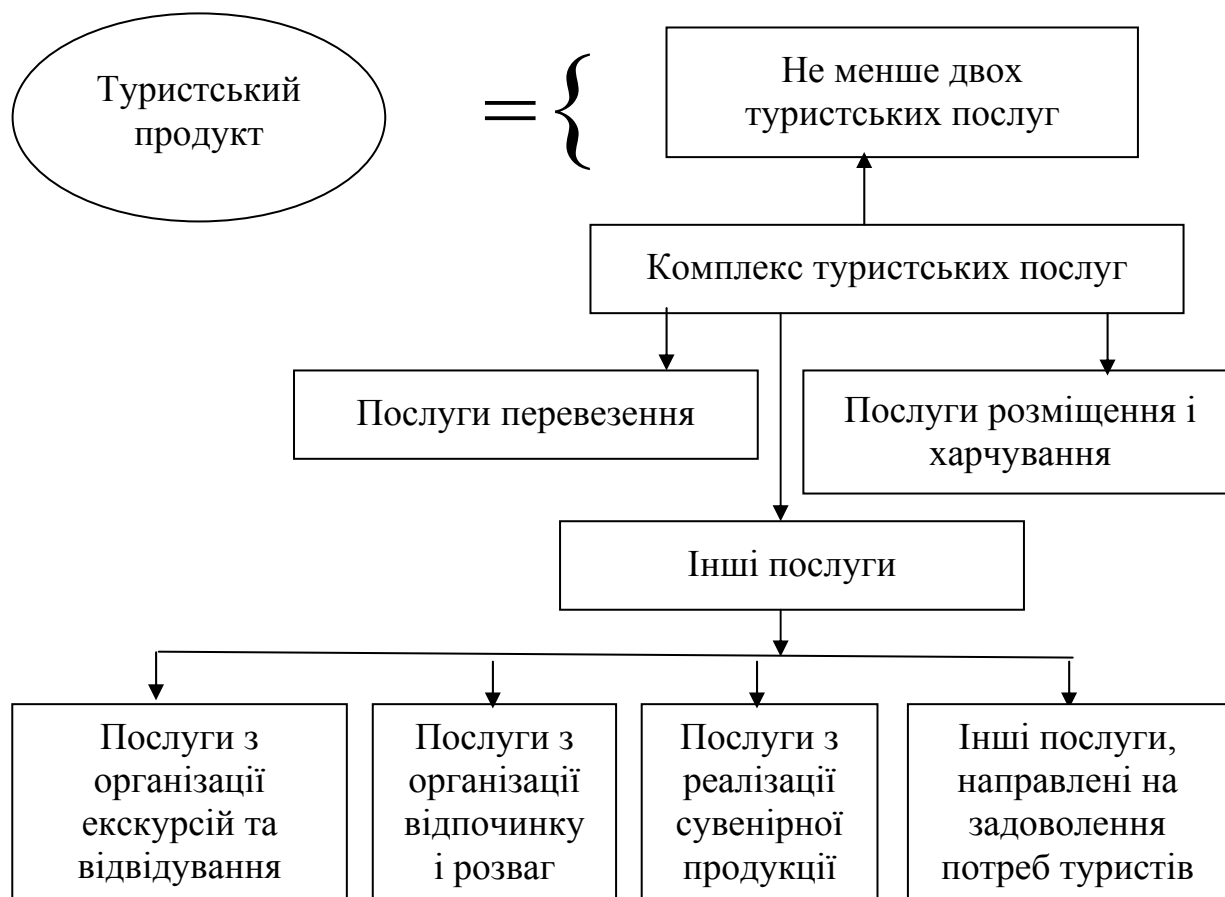 Туристський
продукт
= {
Не менше двох
туристських послуг
Комплекс туристських послуг
Послуги перевезення
Послуги розміщення і
харчування
Інші послуги
Послуги з
організації
екскурсій та
відвідування
Послуги з
організації
відпочинку
і розваг
Послуги з
реалізації
сувенірної
продукції
Інші послуги,
направлені на
задоволення
потреб туристів